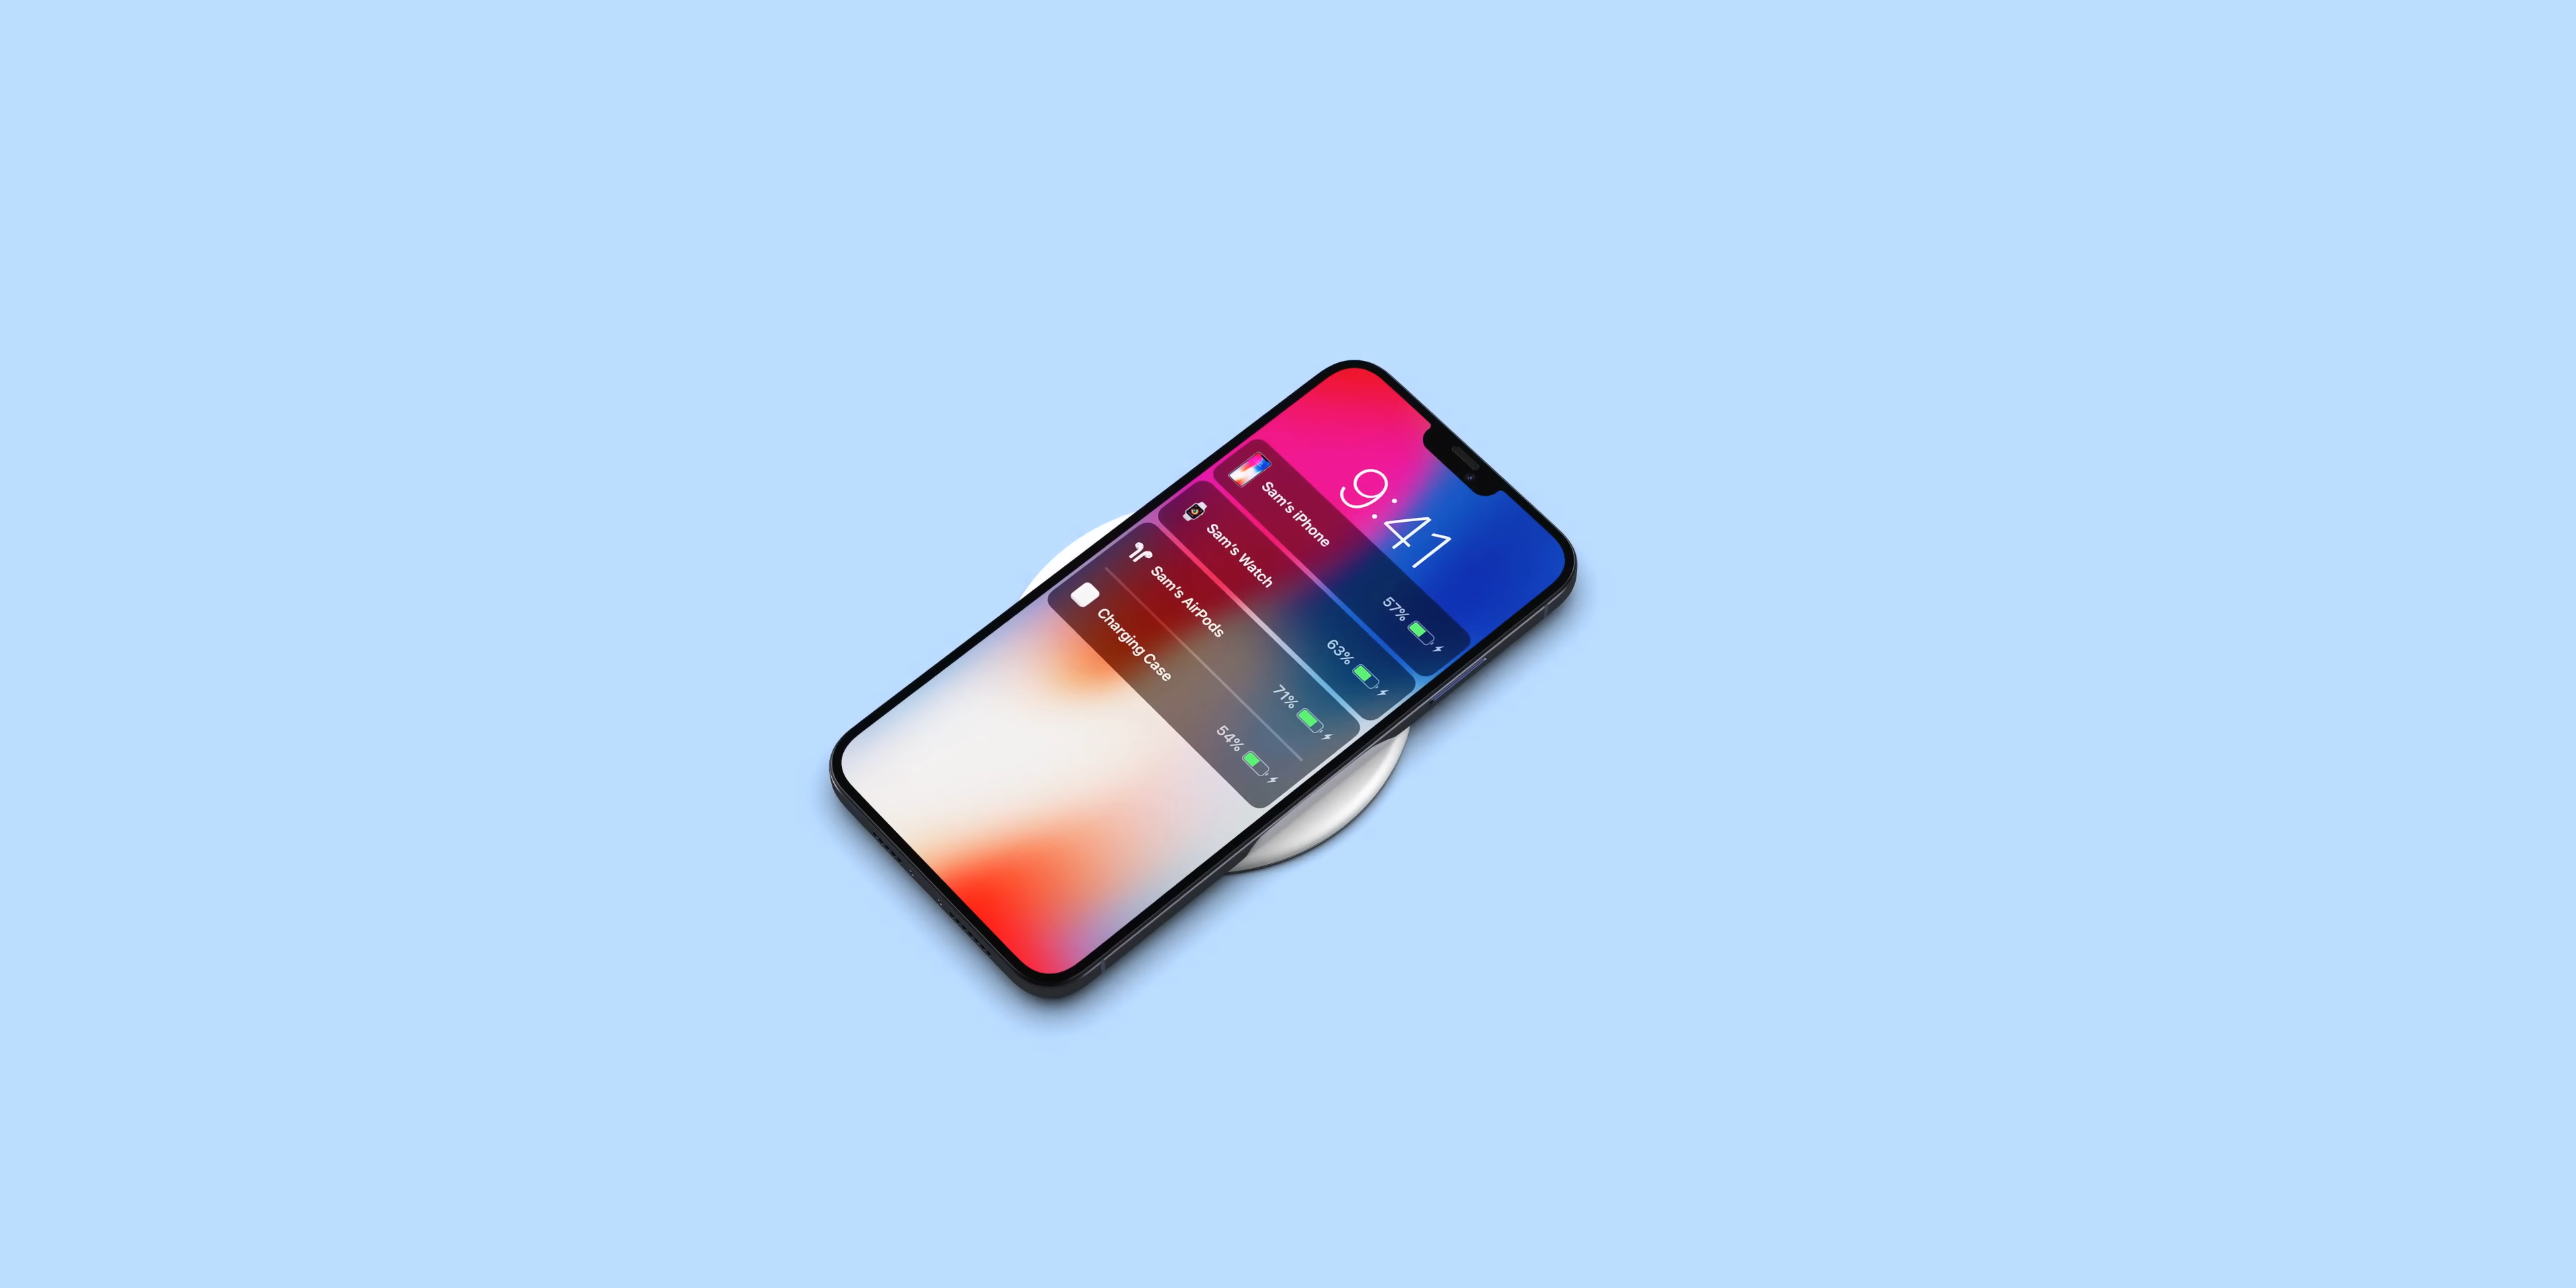 9:41
Sam's iPhone 57%
Sam's Watch 63%
Sam's AirPods 71%
Charging Case 54%